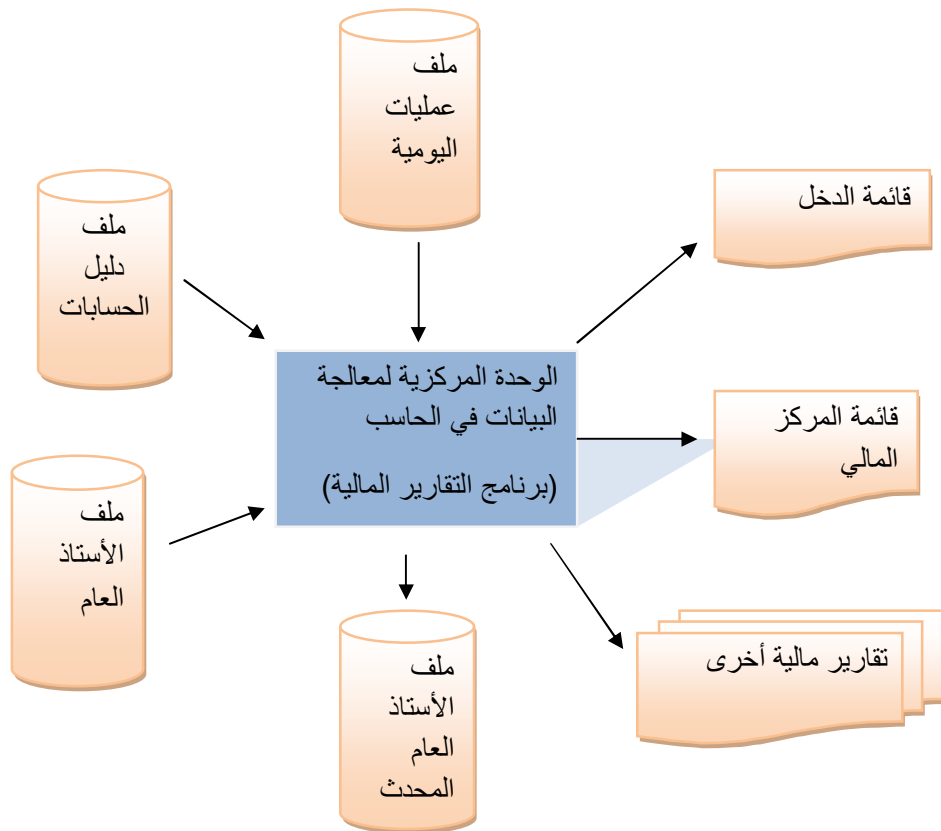 ملف
عمليات
اليومية
قائمة الدخل
ملف
دليل
الحسابات
الوحدة المركزية لمعالجة
البيانات في الحاسب
(برنامج التقارير المالية)
قائمة المركز
المالي
ملف
الأستاذ
العام
تقارير مالية أخرى
ملف
الأستاذ
العام
المحدث